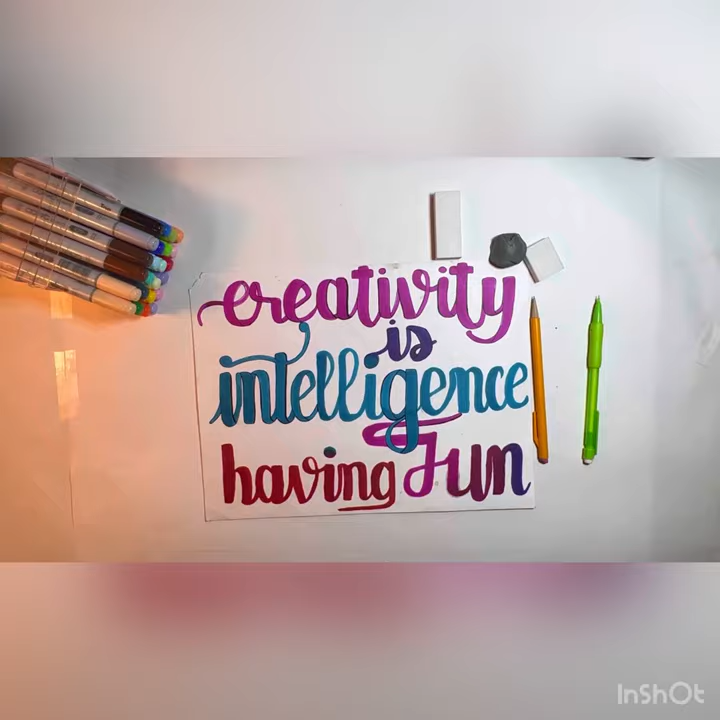 creativity
is
intelligence
having fun
InShOt